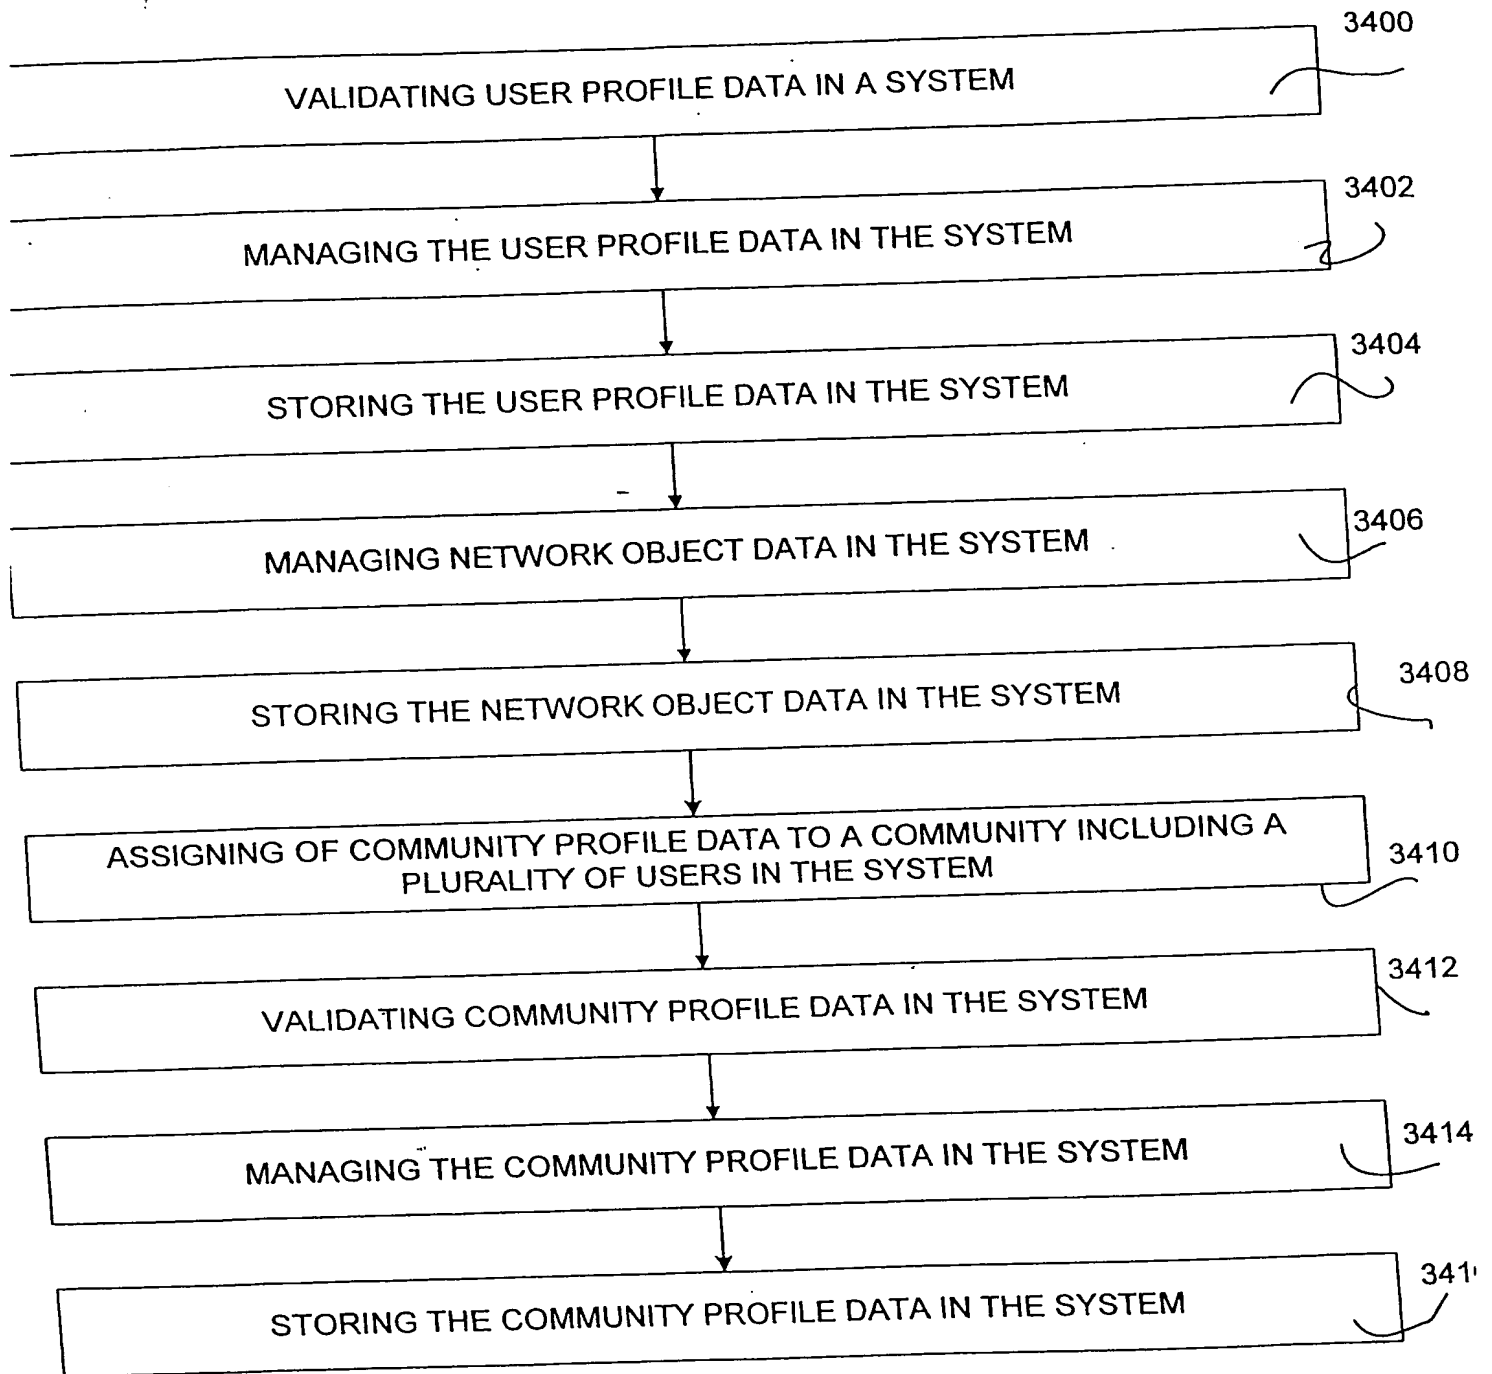 3400
VALIDATING USER PROFILE DATA IN A SYSTEM
3402
MANAGING THE USER PROFILE DATA IN THE SYSTEM
3404
STORING THE USER PROFILE DATA IN THE SYSTEM
3406
MANAGING NETWORK OBJECT DATA IN THE SYSTEM
3408
STORING THE NETWORK OBJECT DATA IN THE SYSTEM
ASSIGNING OF COMMUNITY PROFILE DATA TO A COMMUNITY INCLUDING A
PLURALITY OF USERS IN THE SYSTEM
3410
3412
VALIDATING COMMUNITY PROFILE DATA IN THE SYSTEM
3414
MANAGING THE COMMUNITY PROFILE DATA IN THE SYSTEM
STORING THE COMMUNITY PROFILE DATA IN THE SYSTEM